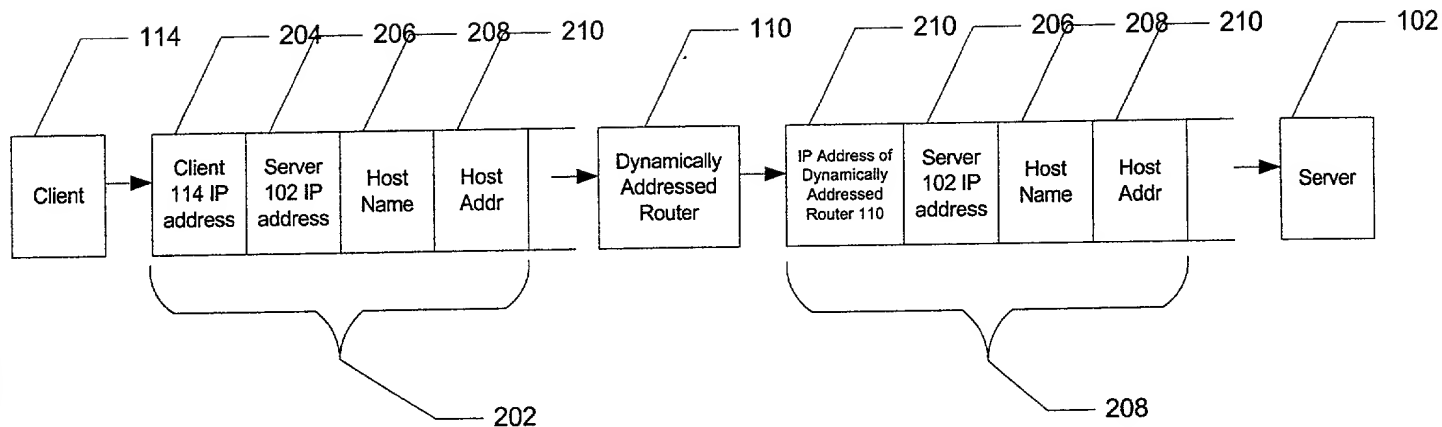 114
204
206
208
210
110
210
206
208
210
102
Client
Client
114 IP
address
Server
102 IP
address
Host
Name
Host
Addr
Dynamically
Addressed
Router
IP Address of
Dynamically
Addressed
Router 110
Server
102 IP
address
Host
Name
Host
Addr
Server
202
208